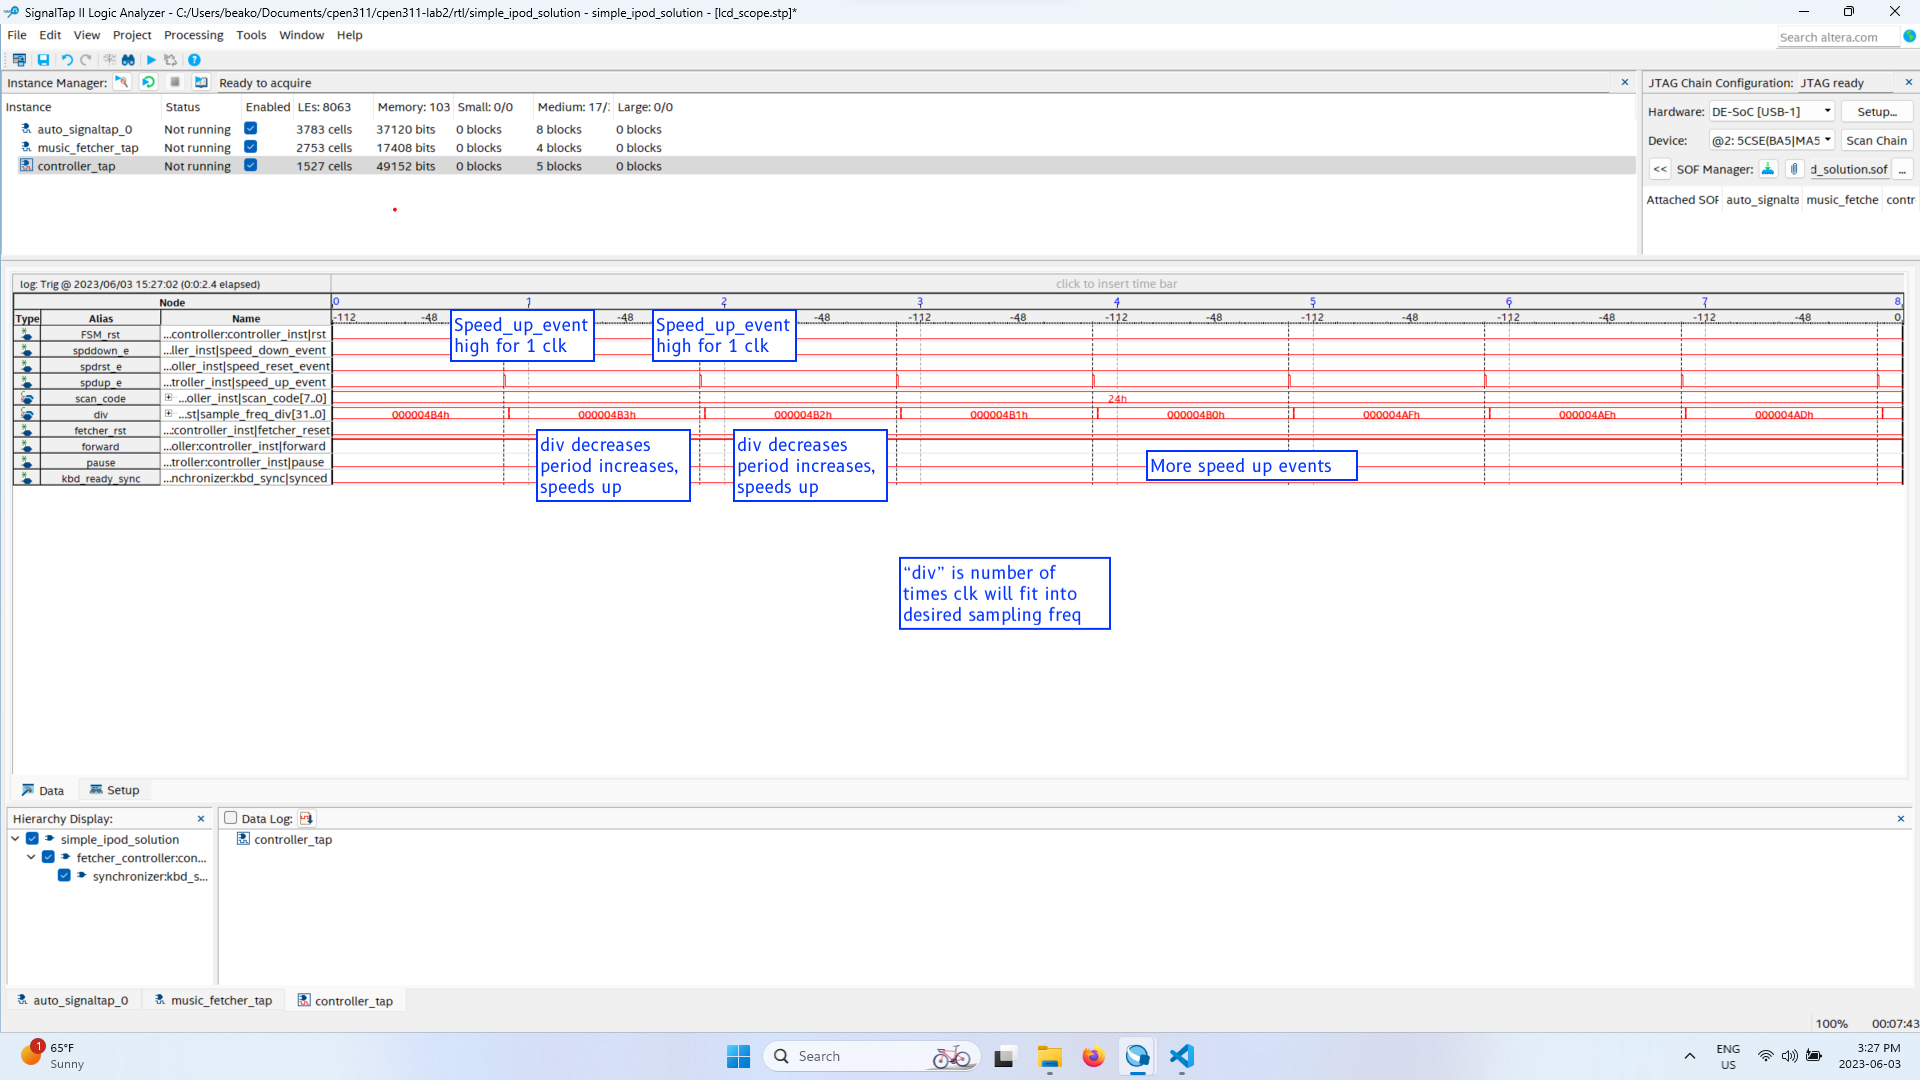 SignalTap II Logic Analyzer - C:/Users/beako/Documents/cpen311/cpen311-lab2/rtl/simple_ipod_solution - simple_ipod_solution - [lcd_scope.stp]*
File Edit View Project Processing Tools Window Help
Search altera.com
Instance Manager: Ready to acquire
Instance Status Enabled LEs: 8063 Memory: 103 Small: 0/0 Medium: 17/ Large: 0/0
auto_signaltap_0 Not running 3783 cells 37120 bits 0 blocks 8 blocks 0 blocks
music_fetcher_tap Not running 2753 cells 17408 bits 0 blocks 4 blocks 0 blocks
controller_tap Not running 1527 cells 49152 bits 0 blocks 5 blocks 0 blocks
JTAG Chain Configuration: JTAG ready
Hardware: DE-SoC [USB-1] Setup...
Device: @2: 5CSE(BA5|MA5 Scan Chain
<< SOF Manager: d_solution.sof ...
Attached SOF auto_signalta music_fetche contr
log: Trig @ 2023/06/03 15:27:02 (0:0:2.4 elapsed) click to insert time bar
Node 0 1 2 3 4 5 6 7 8
Type Alias Name -112 -48 -48 -48 -112 -48 -112 -48 -112 -48 -112 -48 -112 -48 0
FSM_rst ...controller:controller_inst|rst
spddown_e ...ller_inst|speed_down_event
spdrst_e ...oller_inst|speed_reset_event
spdup_e ...troller_inst|speed_up_event
scan_code ...oller_inst|scan_code[7..0] 24h
div ...st|sample_freq_div[31..0] 000004B4h 000004B3h 000004B2h 000004B1h 000004B0h 000004AFh 000004AEh 000004ADh
fetcher_rst ...:controller_inst|fetcher_reset
forward ...oller:controller_inst|forward
pause ...troller:controller_inst|pause
kbd_ready_sync ...nchronizer:kbd_sync|synced
Speed_up_event
high for 1 clk
Speed_up_event
high for 1 clk
div decreases
period increases,
speeds up
div decreases
period increases,
speeds up
More speed up events
“div” is number of
times clk will fit into
desired sampling freq
Data Setup
Hierarchy Display:
simple_ipod_solution
fetcher_controller:con...
synchronizer:kbd_s...
Data Log:
controller_tap
auto_signaltap_0 music_fetcher_tap controller_tap
100% 00:07:43
1
65°F
Sunny
Search
ENG
US
3:27 PM
2023-06-03